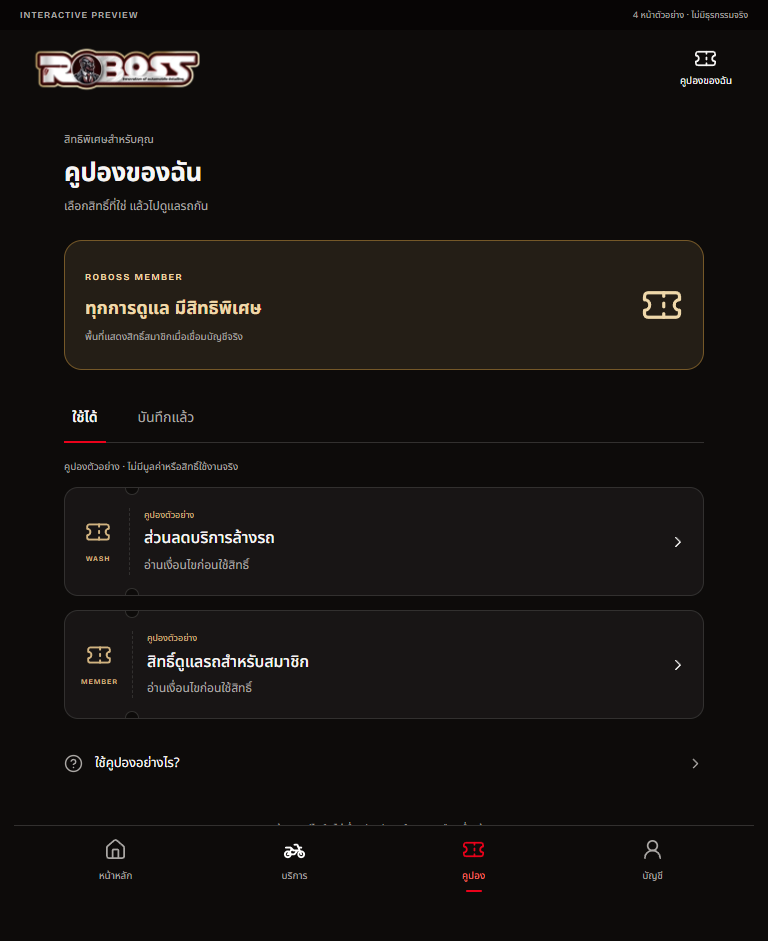 INTERACTIVE PREVIEW
4 หน้าตัวอย่าง · ไม่มีธุรกรรมจริง
ROBOSS
คูปองของฉัน
สิทธิพิเศษสำหรับคุณ
คูปองของฉัน
เลือกสิทธิ์ที่ใช่ แล้วไปดูแลรถกัน
ROBOSS MEMBER
ทุกการดูแล มีสิทธิพิเศษ
พื้นที่แสดงสิทธิ์สมาชิกเมื่อเชื่อมบัญชีจริง
ใช้ได้
บันทึกแล้ว
คูปองตัวอย่าง · ไม่มีมูลค่าหรือสิทธิ์ใช้งานจริง
คูปองตัวอย่าง
ส่วนลดบริการล้างรถ
อ่านเงื่อนไขก่อนใช้สิทธิ์
WASH
คูปองตัวอย่าง
สิทธิ์ดูแลรถสำหรับสมาชิก
อ่านเงื่อนไขก่อนใช้สิทธิ์
MEMBER
ใช้คูปองอย่างไร?
หน้าหลัก
บริการ
คูปอง
บัญชี